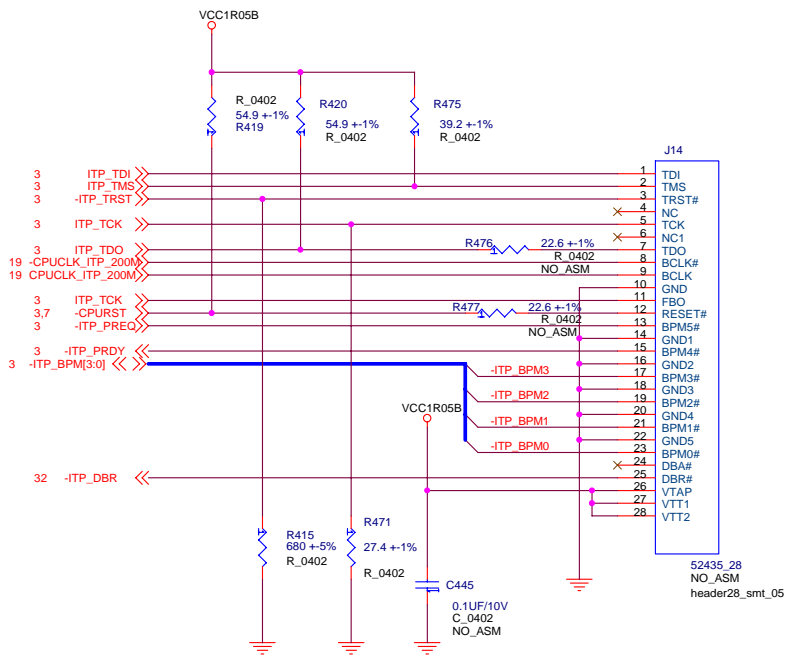 VCC1R05B
R_0402
54.9 +-1%
R419
R420
54.9 +-1%
R_0402
R475
39.2 +-1%
R_0402
J14
3 ITP_TDI 1 TDI
3 ITP_TMS 2 TMS
3 -ITP_TRST 3 TRST#
4 NC
3 ITP_TCK 5 TCK
6 NC1
3 ITP_TDO R476 22.6 +-1% 7 TDO
R_0402
NO_ASM
19 -CPUCLK_ITP_200M 8 BCLK#
19 CPUCLK_ITP_200M 9 BCLK
10 GND
3 ITP_TCK 11 FBO
3,7 -CPURST R477 22.6 +-1% 12 RESET#
R_0402
NO_ASM
3 -ITP_PREQ 13 BPM5#
14 GND1
3 -ITP_PRDY 15 BPM4#
3 -ITP_BPM[3:0] 16 GND2
-ITP_BPM3 17 BPM3#
18 GND3
-ITP_BPM2 19 BPM2#
VCC1R05B 20 GND4
-ITP_BPM1 21 BPM1#
22 GND5
-ITP_BPM0 23 BPM0#
24 DBA#
32 -ITP_DBR 25 DBR#
26 VTAP
27 VTT1
28 VTT2
R415
680 +-5%
R_0402
R471
27.4 +-1%
R_0402
C445
0.1UF/10V
C_0402
NO_ASM
52435_28
NO_ASM
header28_smt_05